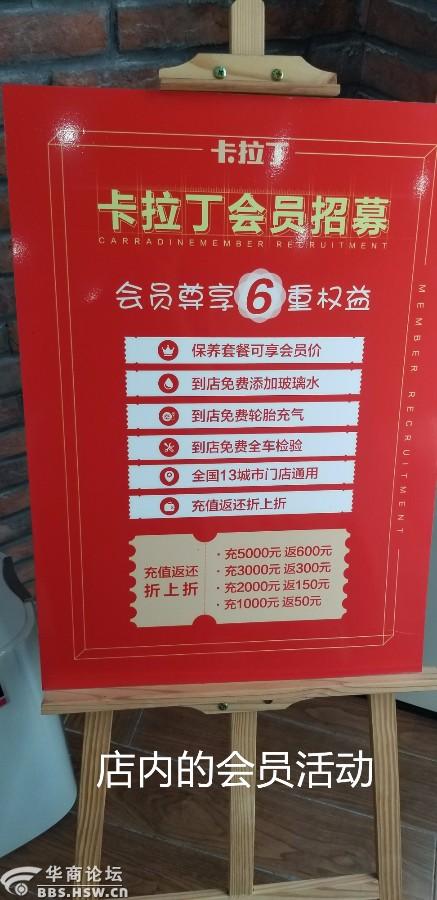 卡拉丁
卡拉丁会员招募
CARRADINEMEMBER RECRUITMENT
会员尊享6重权益
保养套餐可享会员价
到店免费添加玻璃水
到店免费轮胎充气
到店免费全车检验
全国13城市门店通用
充值返还折上折
充值返还
折上折
·充5000元 返600元
·充3000元 返300元
·充2000元 返150元
·充1000元 返50元
MEMBER RECRUITMENT
店内的会员活动
华商论坛
BBS.HSW.CN